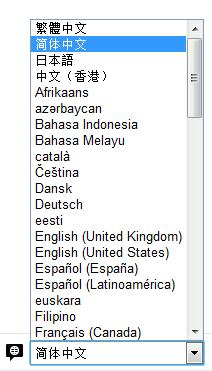 繁體中文
简体中文
日本語
中文（香港）
Afrikaans
azərbaycan
Bahasa Indonesia
Bahasa Melayu
català
Čeština
Dansk
Deutsch
eesti
English (United Kingdom)
English (United States)
Español (España)
Español (Latinoamérica)
euskara
Filipino
Français (Canada)
简体中文